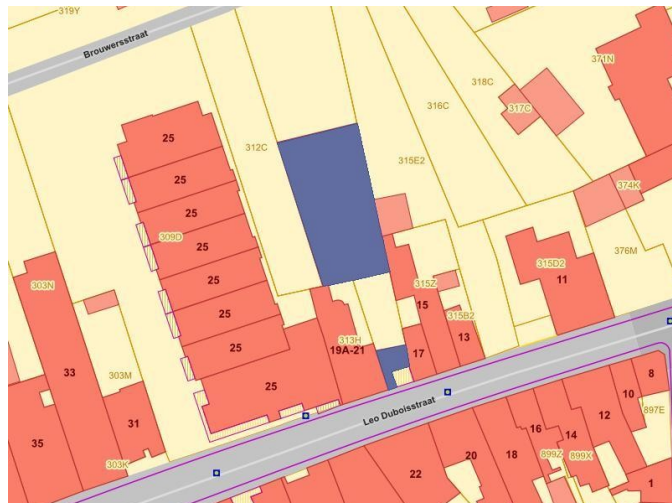 319Y
Brouwersstraat
371N
318C
317C
316C
312C
25
315E2
25
374K
25
309D
376M
25
315D2
303N
25
11
315Z
15
25
315B2
313H
25
13
19A-21
17
303M
33
8
25
10
897E
Leo Duboisstraat
31
12
16
35
14
899Z
899X
20
18
303K
22
1